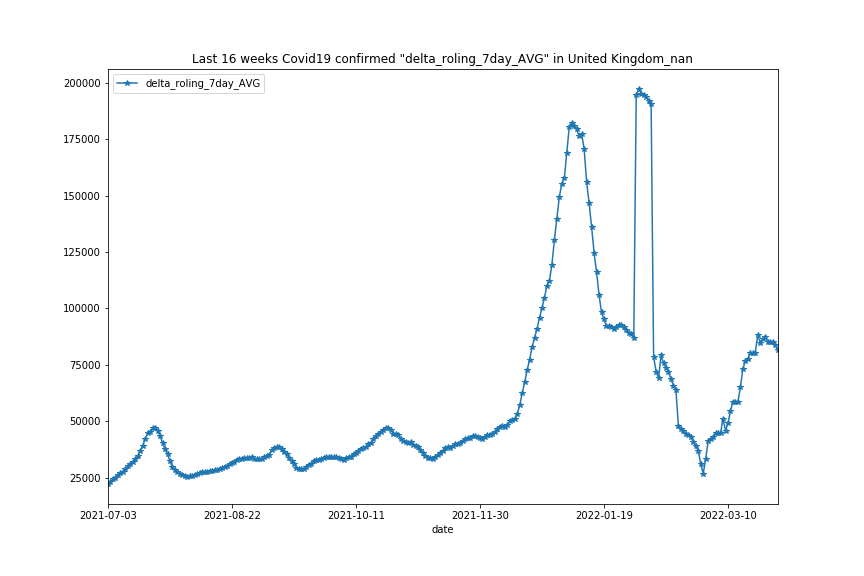 Last 16 weeks Covid19 confirmed "delta_roling_7day_AVG" in United Kingdom_nan
delta_roling_7day_AVG
200000
175000
150000
125000
100000
75000
50000
25000
2021-07-03 2021-08-22 2021-10-11 2021-11-30 2022-01-19 2022-03-10
date